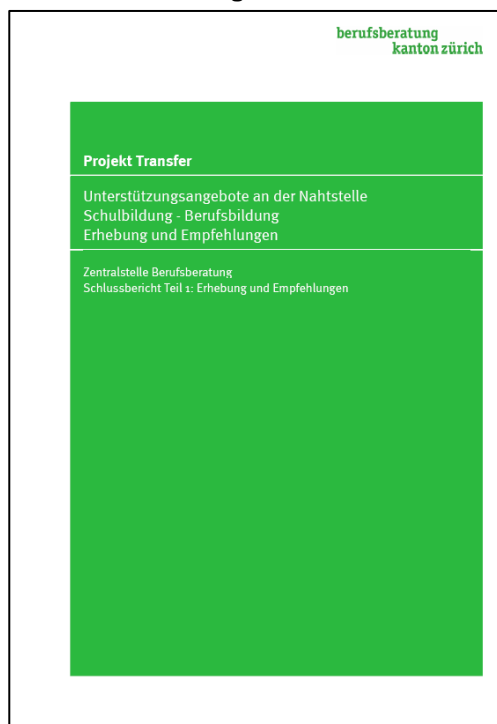 berufsberatung
kanton zürich
Projekt Transfer
Unterstützungsangebote an der Nahtstelle
Schulbildung - Berufsbildung
Erhebung und Empfehlungen
Zentralstelle Berufsberatung
Schlussbericht Teil 1: Erhebung und Empfehlungen